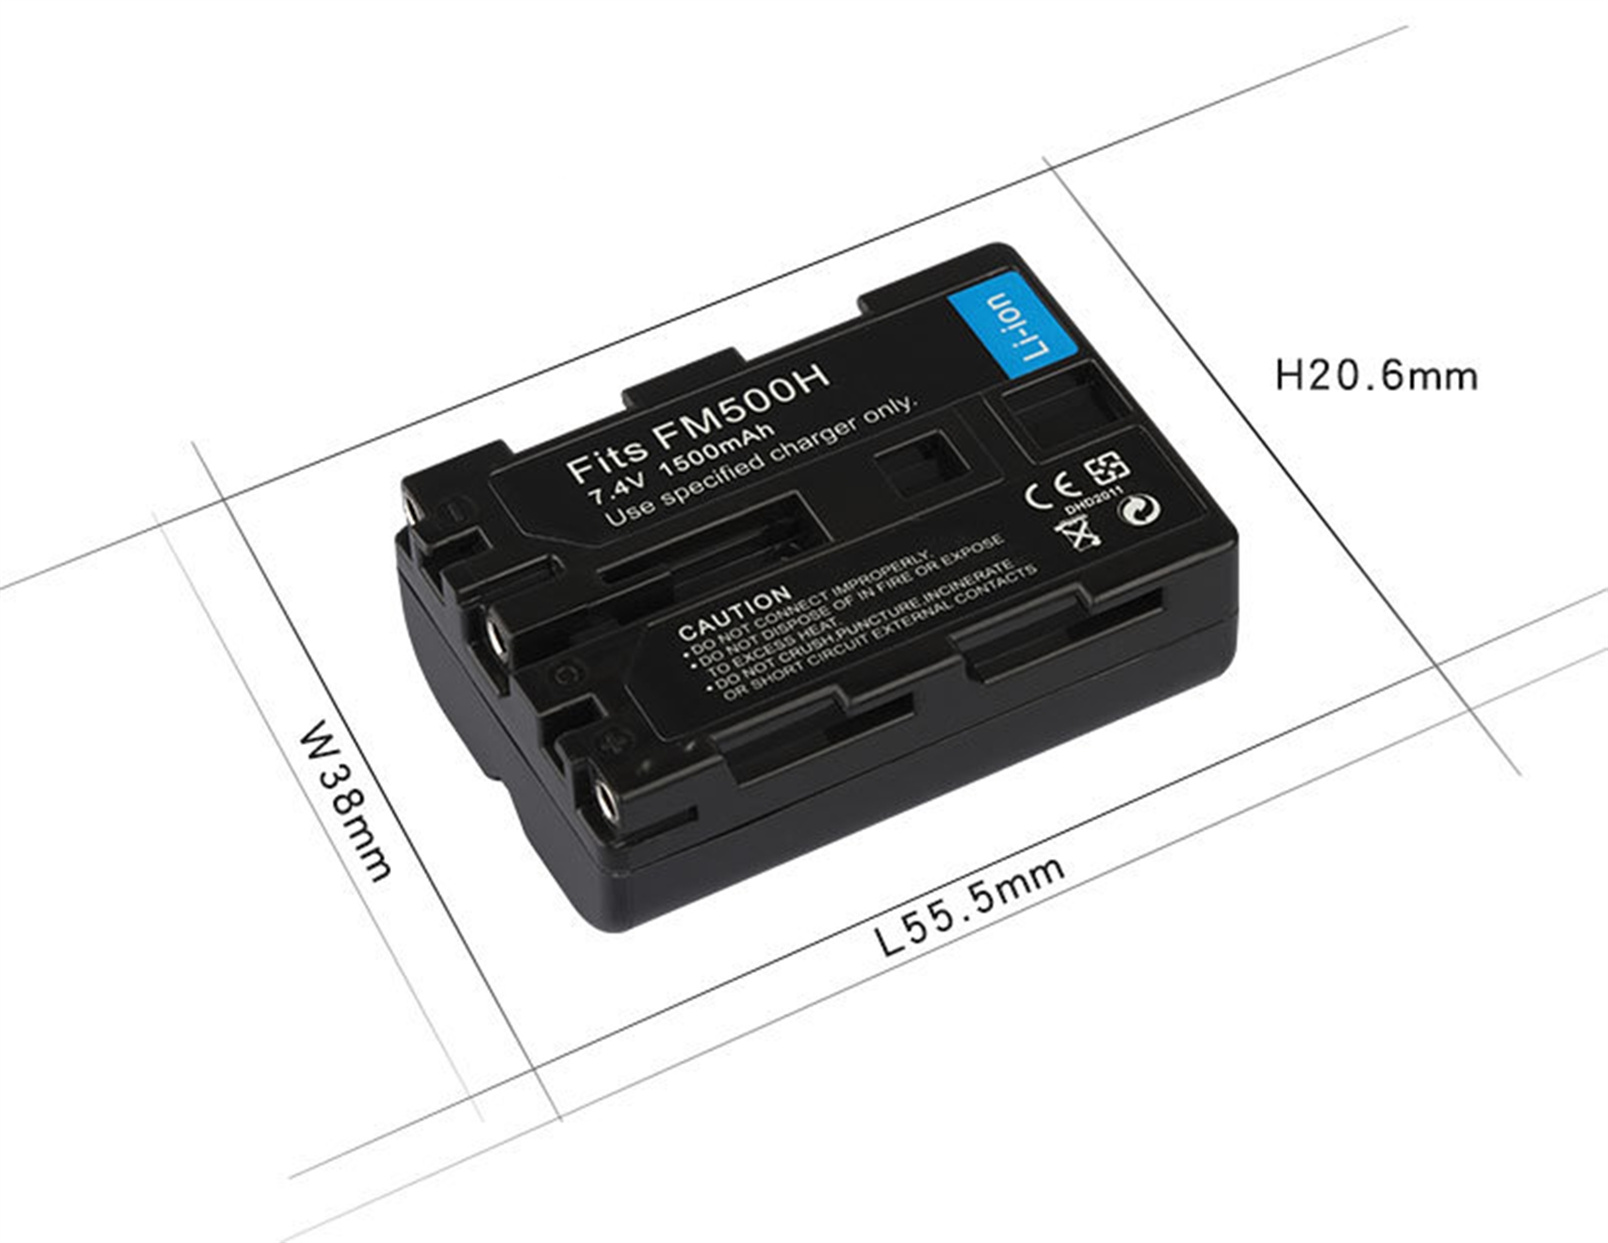 Li-ion
Fits FM500H
7.4V 1500mAh
Use specified charger only.
CE
DHD2011
CAUTION
•DO NOT CONNECT IMPROPERLY.
•DO NOT DISPOSE OF IN FIRE OR EXPOSE
TO EXCESS HEAT.
•DO NOT CRUSH,PUNCTURE,INCINERATE
OR SHORT CIRCUIT EXTERNAL CONTACTS
H20.6mm
W38mm
L55.5mm